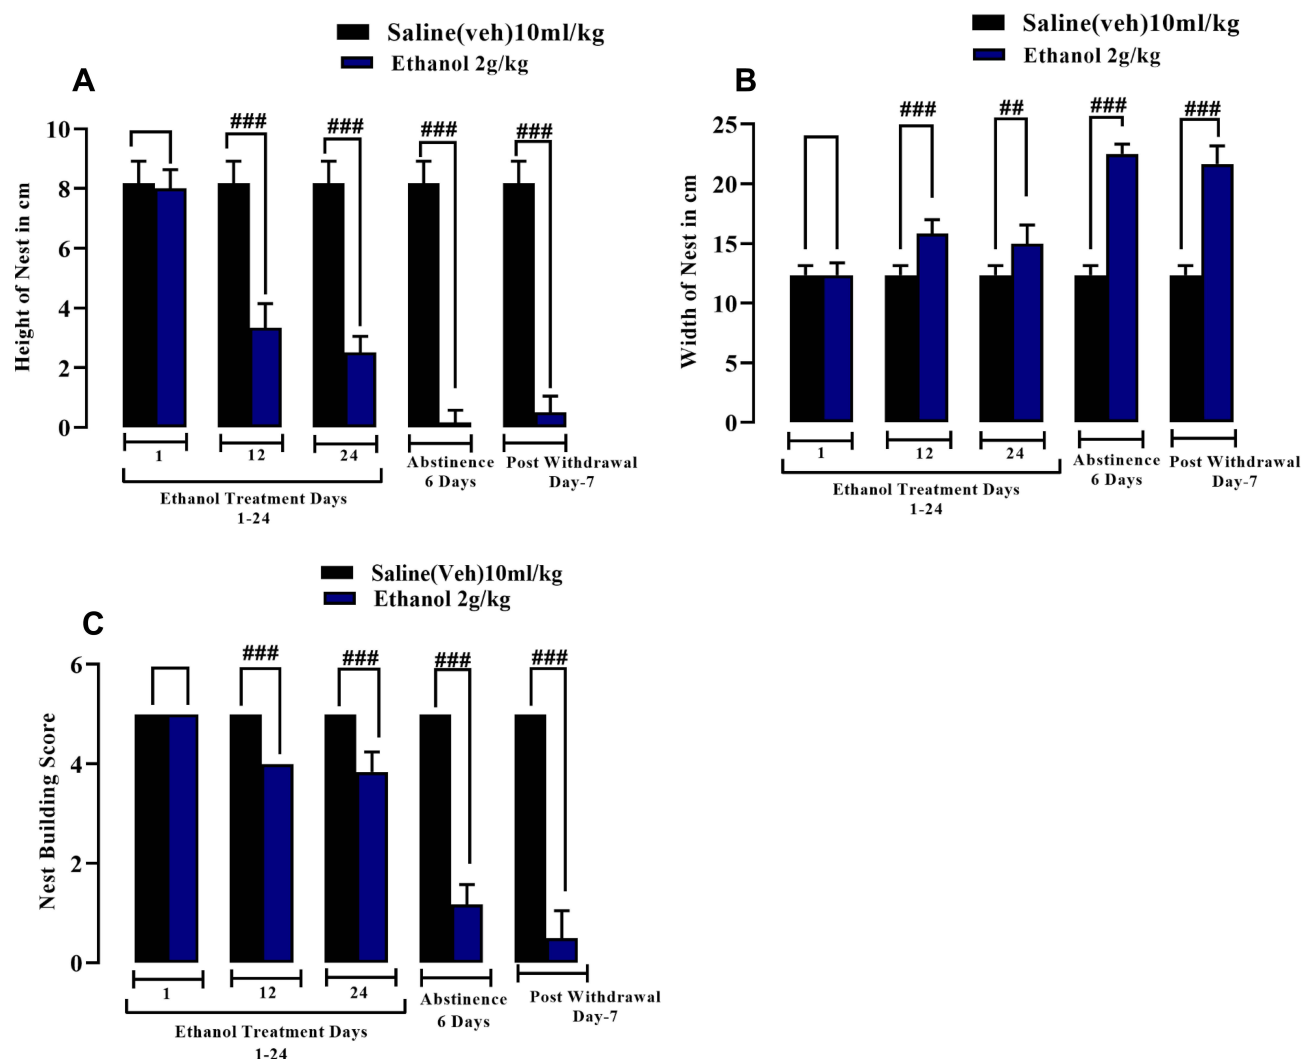 A
Saline(veh)10ml/kg
Ethanol 2g/kg
Height of Nest in cm
10
8
6
4
2
0
###
###
###
###
1
12
24
Abstinence
6 Days
Post Withdrawal
Day-7
Ethanol Treatment Days
1-24
B
Saline(veh)10ml/kg
Ethanol 2g/kg
Width of Nest in cm
25
20
15
10
5
0
###
##
###
###
1
12
24
Abstinence
6 Days
Post Withdrawal
Day-7
Ethanol Treatment Days
1-24
C
Saline(Veh)10ml/kg
Ethanol 2g/kg
Nest Building Score
6
4
2
0
###
###
###
###
1
12
24
Abstinence
6 Days
Post Withdrawal
Day-7
Ethanol Treatment Days
1-24